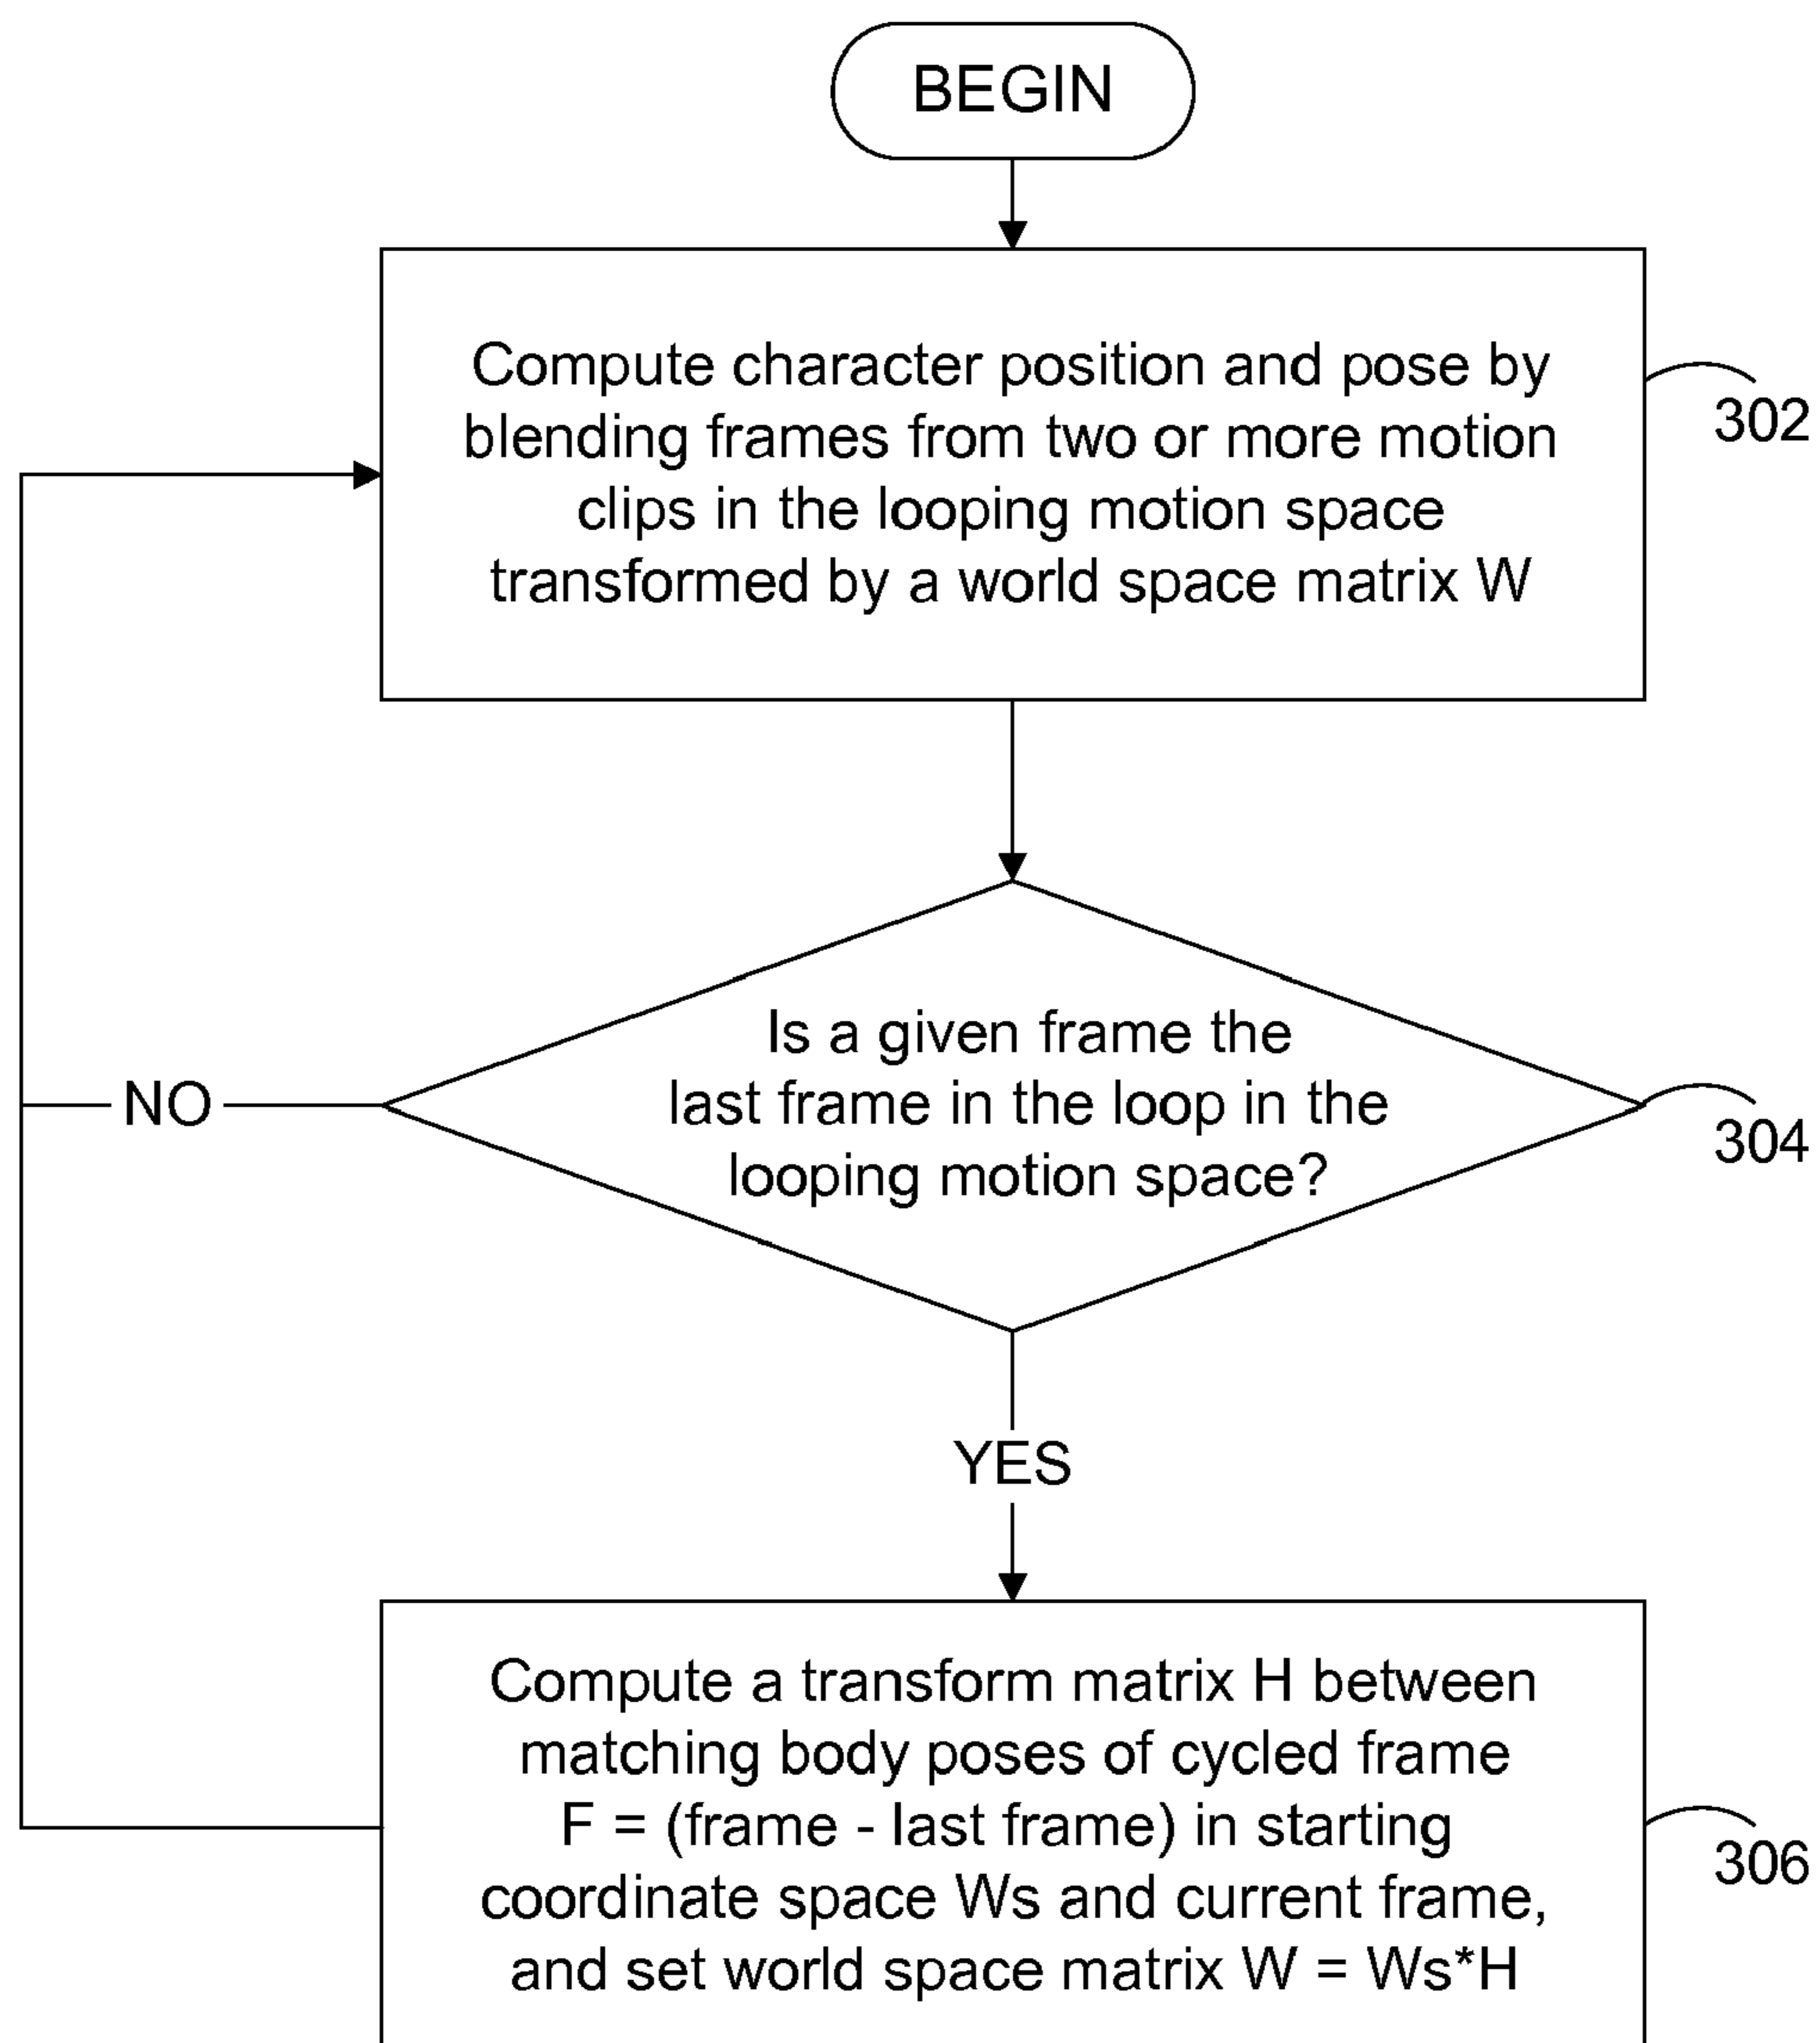 BEGIN
Compute character position and pose by
blending frames from two or more motion
clips in the looping motion space
transformed by a world space matrix W
302
Is a given frame the
last frame in the loop in the
looping motion space?
304
NO
YES
Compute a transform matrix H between
matching body poses of cycled frame
F = (frame - last frame) in starting
coordinate space Ws and current frame,
and set world space matrix W = Ws*H
306